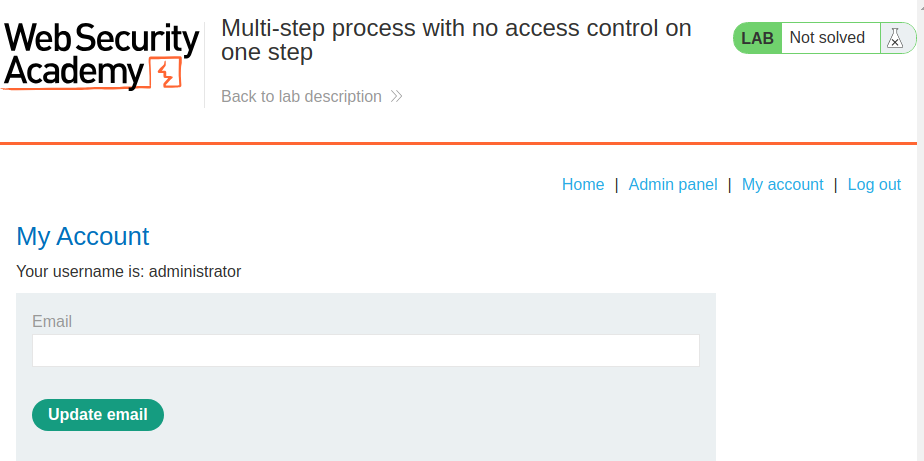 Web Security
Academy
Multi-step process with no access control on
one step
Back to lab description
LAB Not solved
Home | Admin panel | My account | Log out
My Account
Your username is: administrator
Email
Update email